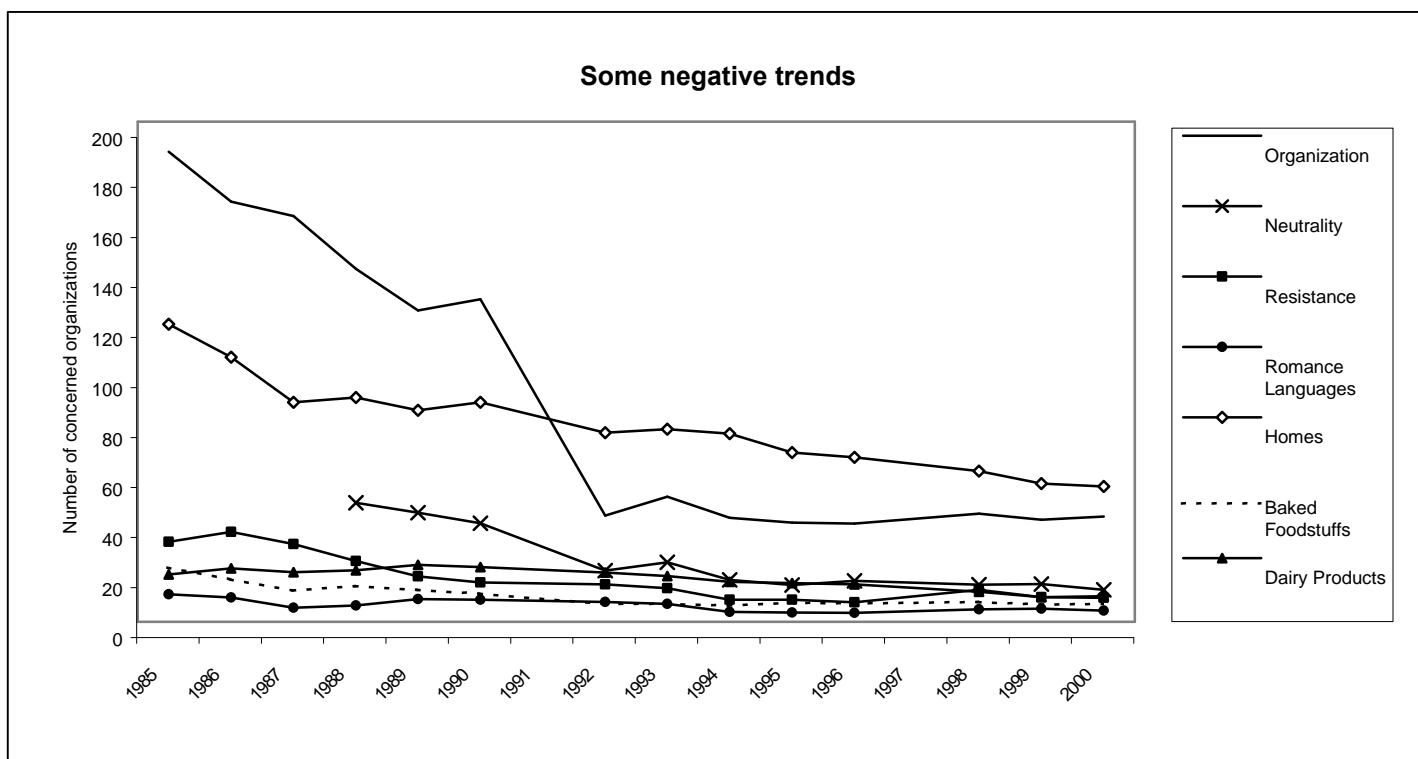 Some negative trends
Number of concerned organizations
200
180
160
140
120
100
80
60
40
20
0
1985
1986
1987
1988
1989
1990
1991
1992
1993
1994
1995
1996
1997
1998
1999
2000
Organization
Neutrality
Resistance
Romance
Languages
Homes
Baked
Foodstuffs
Dairy Products